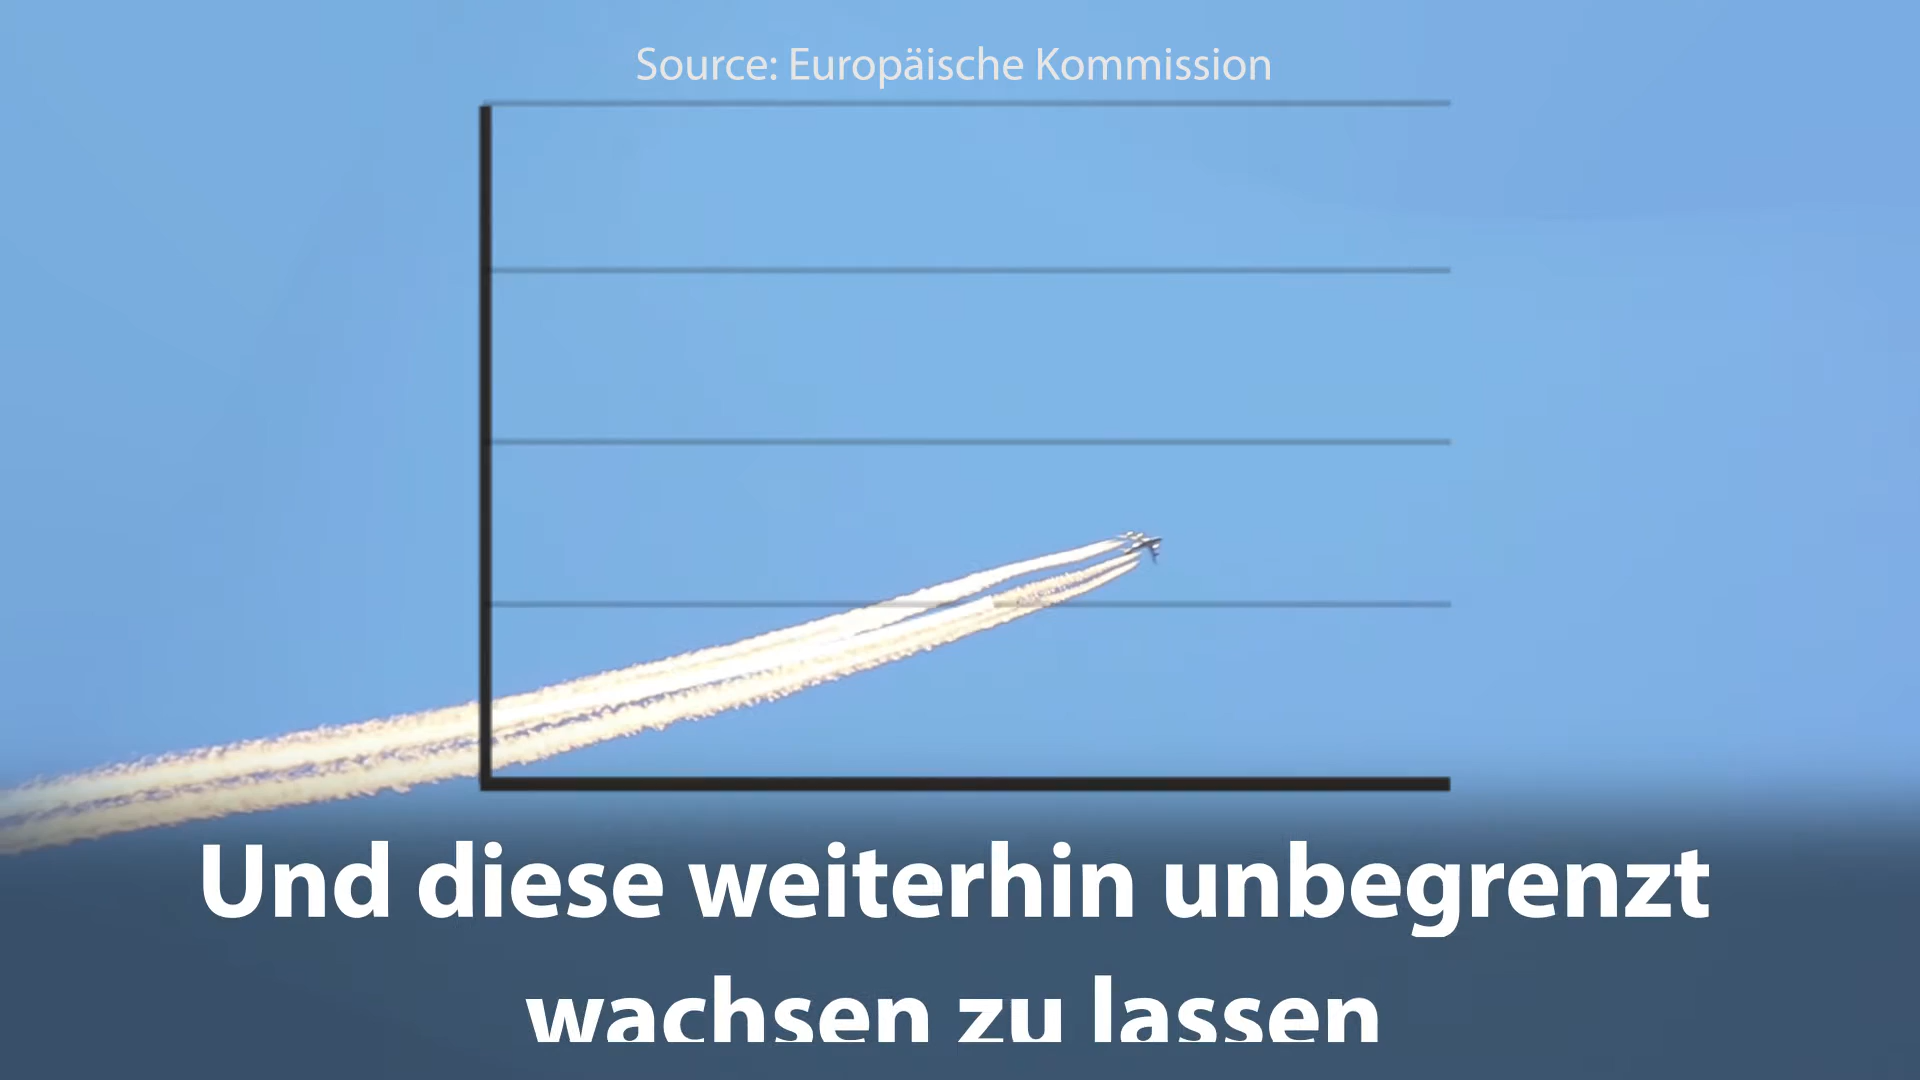 Source: Europäische Kommission
Und diese weiterhin unbegrenzt
wachsen zu lassen